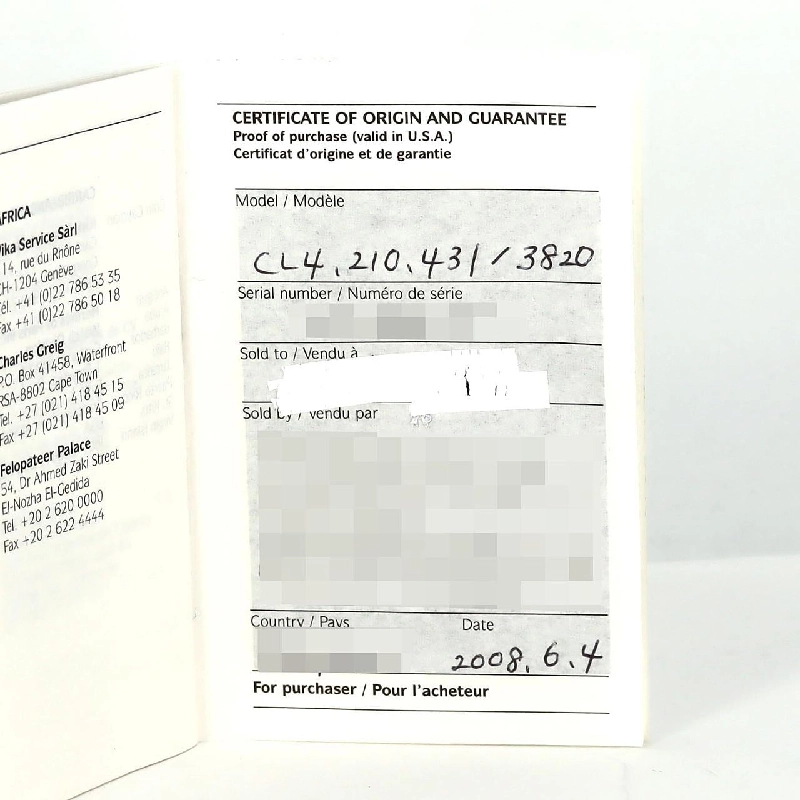 AFRICA
Vika Service Sàrl
14, rue du Rhône
CH-1204 Genève
Tél. +41 (0)22 786 53 35
Fax +41 (0)22 786 50 18
Charles Greig
P.O. Box 41458, Waterfront
RSA-8802 Cape Town
Tel. +27 (021) 418 45 15
Fax +27 (021) 418 45 09
Felopateer Palace
54, Dr Ahmed Zaki Street
El-Nozha El-Gedida
Tel. +20 2 620 0000
Fax +20 2 622 4444
CERTIFICATE OF ORIGIN AND GUARANTEE
Proof of purchase (valid in U.S.A.)
Certificat d'origine et de garantie
Model / Modèle
CL4.210.431/3820
Serial number / Numéro de série
Sold to / Vendu à
Sold by / vendu par
Country / Pays Date
2008.6.4
For purchaser / Pour l'acheteur